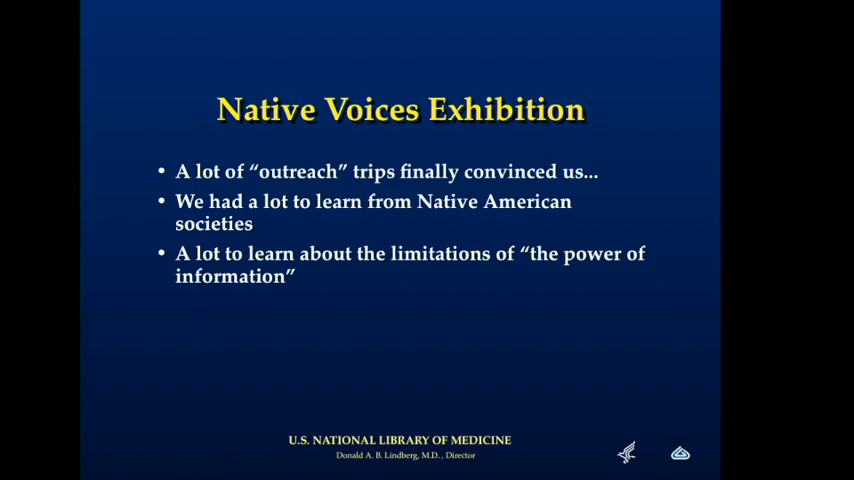 Native Voices Exhibition
• A lot of “outreach” trips finally convinced us...
• We had a lot to learn from Native American
societies
• A lot to learn about the limitations of “the power of
information”
U.S. NATIONAL LIBRARY OF MEDICINE
Donald A. B. Lindberg, M.D. , Director